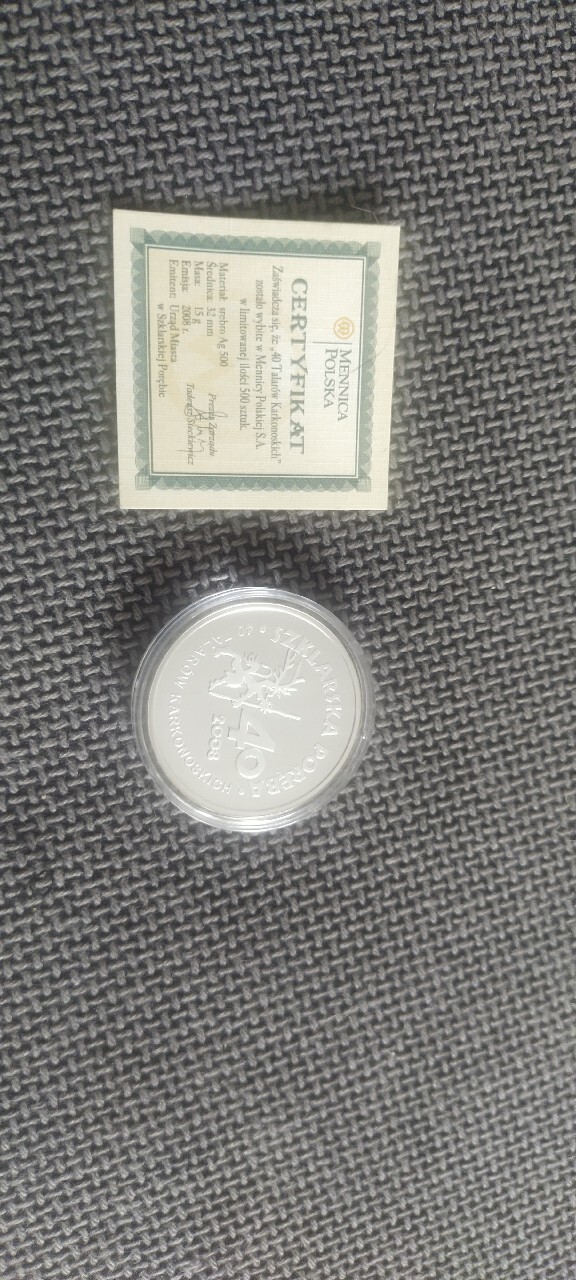 MENNICA
POLSKA
CERTYFIKAT
Zaświadcza się, że „40 Talarów Karkonoskich”
zostało wybite w Mennicy Polskiej S.A.
w limitowanej ilości 500 sztuk.
Materiał: srebro Ag 500
Średnica: 32 mm
Masa: 15 g
Emisja: 2008 r.
Emitent: Urząd Miasta
w Szklarskiej Porębie
Prezes Zarządu
Tadeusz Steckiewicz
SZKLARSKA PORĘBA
40
2008
40 TALARÓW KARKONOSKICH